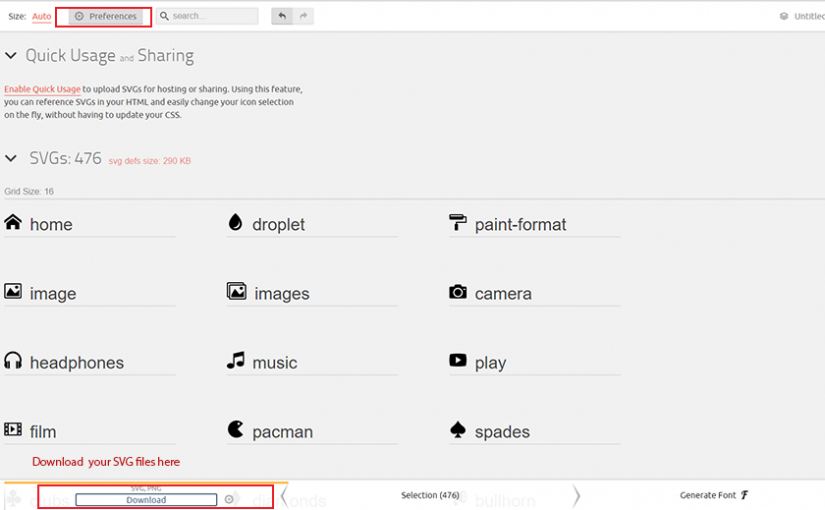 Size: Auto Preferences search... Untitled
Quick Usage and Sharing
Enable Quick Usage to upload SVGs for hosting or sharing. Using this feature,
you can reference SVGs in your HTML and easily change your icon selection
on the fly, without having to update your CSS.
SVGs: 476 svg defs size: 290 KB
Grid Size: 16
home droplet paint-format
image images camera
headphones music play
film pacman spades
Download your SVG files here
SVG, PNG
Download
clubs diamonds bullhorn
Selection (476)
Generate Font